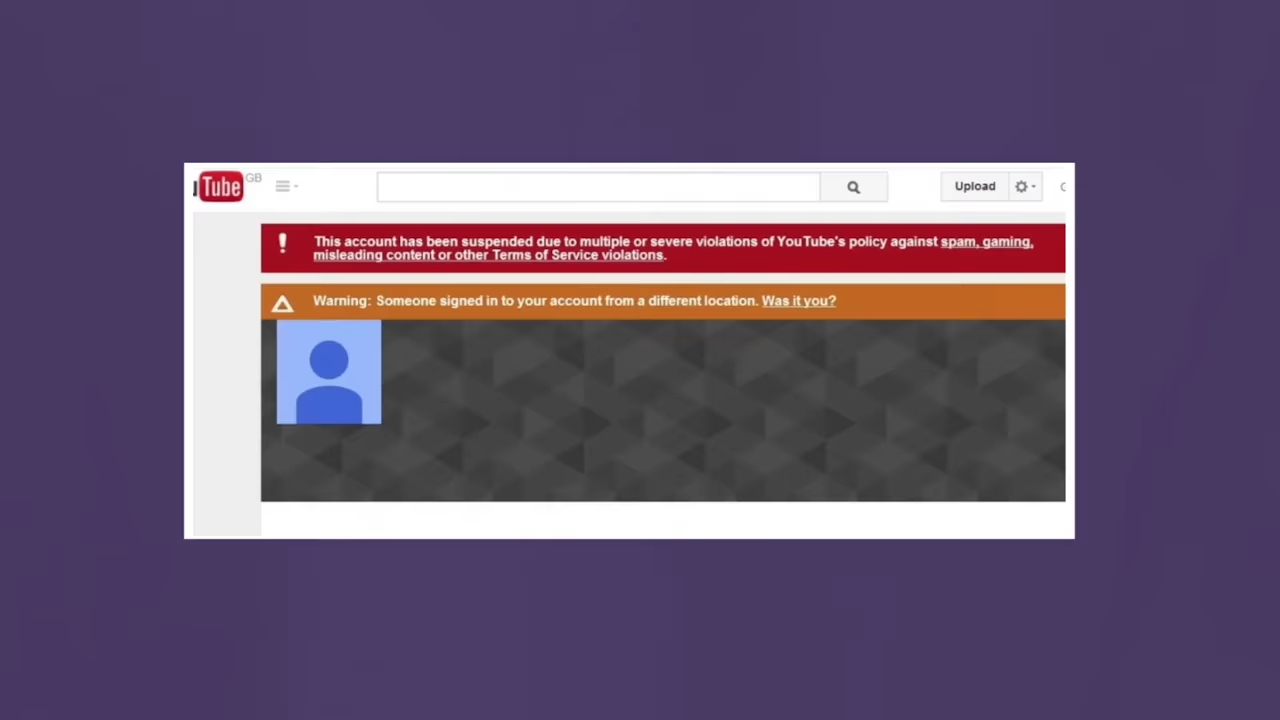 Tube GB
Upload
This account has been suspended due to multiple or severe violations of YouTube's policy against spam, gaming,
misleading content or other Terms of Service violations.
Warning: Someone signed in to your account from a different location. Was it you?